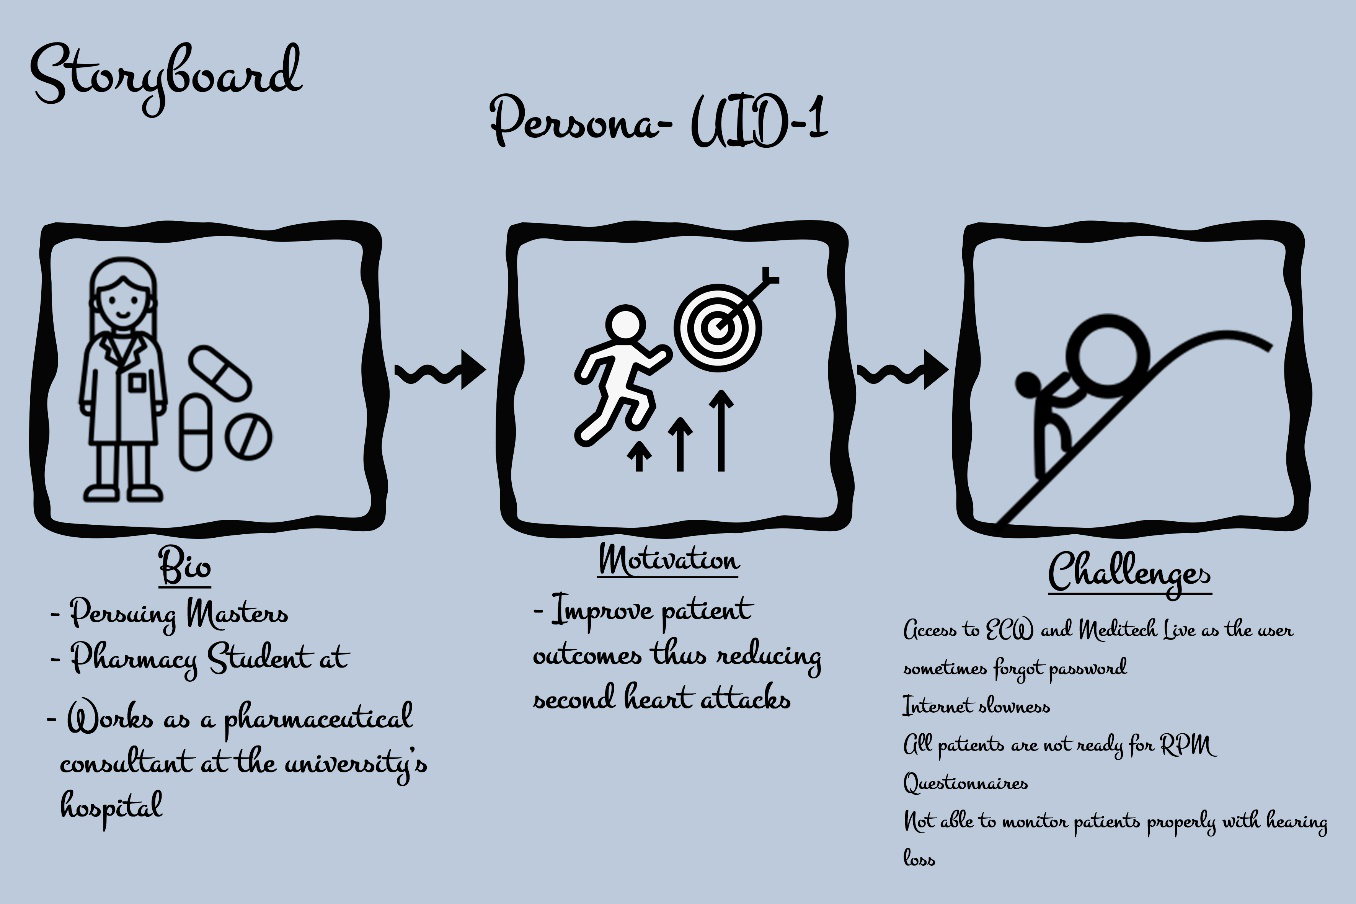 Storyboard
Persona- UID-1
Bio
- Persuing Masters
- Pharmacy Student at
- Works as a pharmaceutical
consultant at the university's
hospital
Motivation
- Improve patient
outcomes thus reducing
second heart attacks
Challenges
Access to ECW and Meditech Live as the user
sometimes forgot password
Internet slowness
All patients are not ready for RPM
Questionnaires
Not able to monitor patients properly with hearing
loss